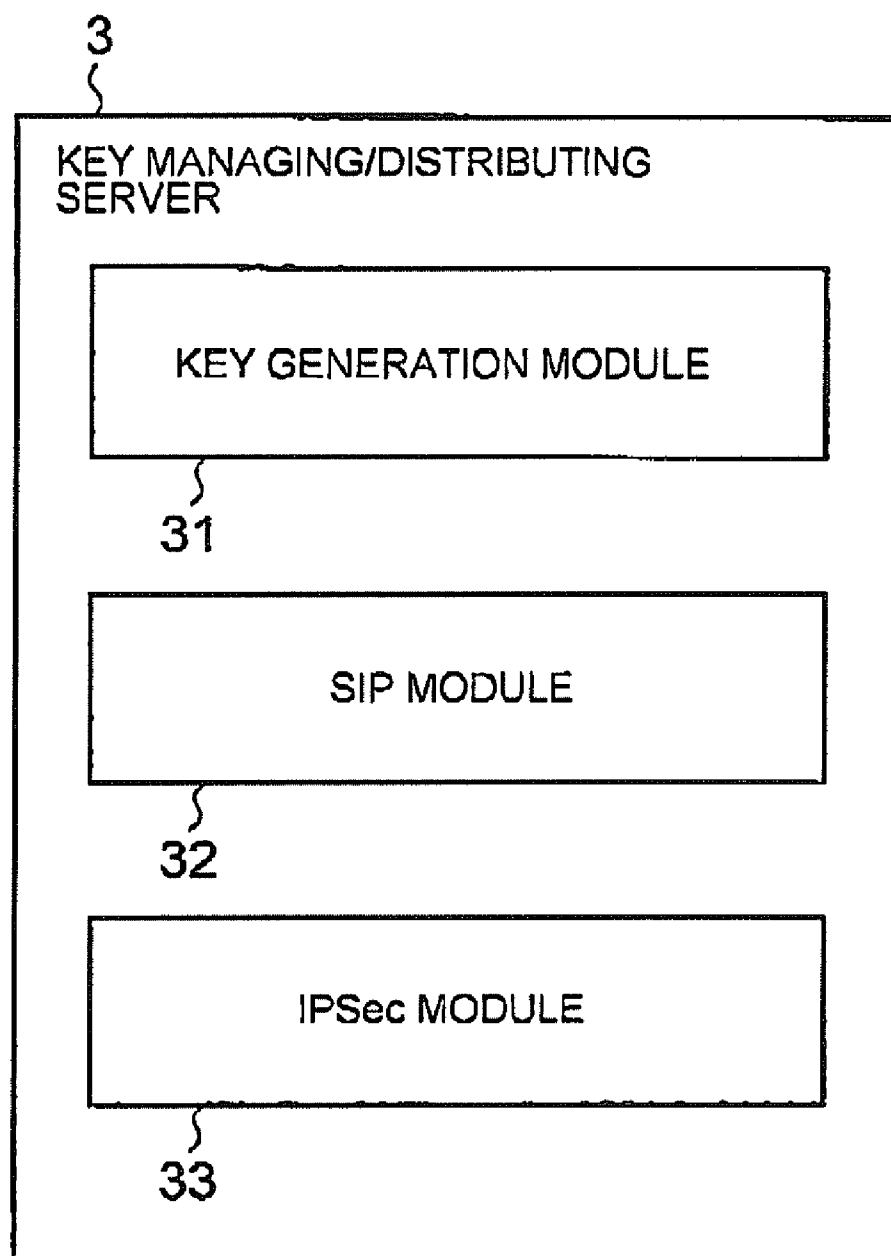 3
KEY MANAGING/DISTRIBUTING
SERVER
KEY GENERATION MODULE
31
SIP MODULE
32
IPSec MODULE
33